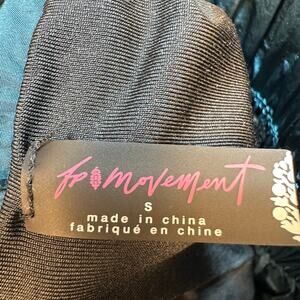 fp movement
S
made in china
fabriqué en chine